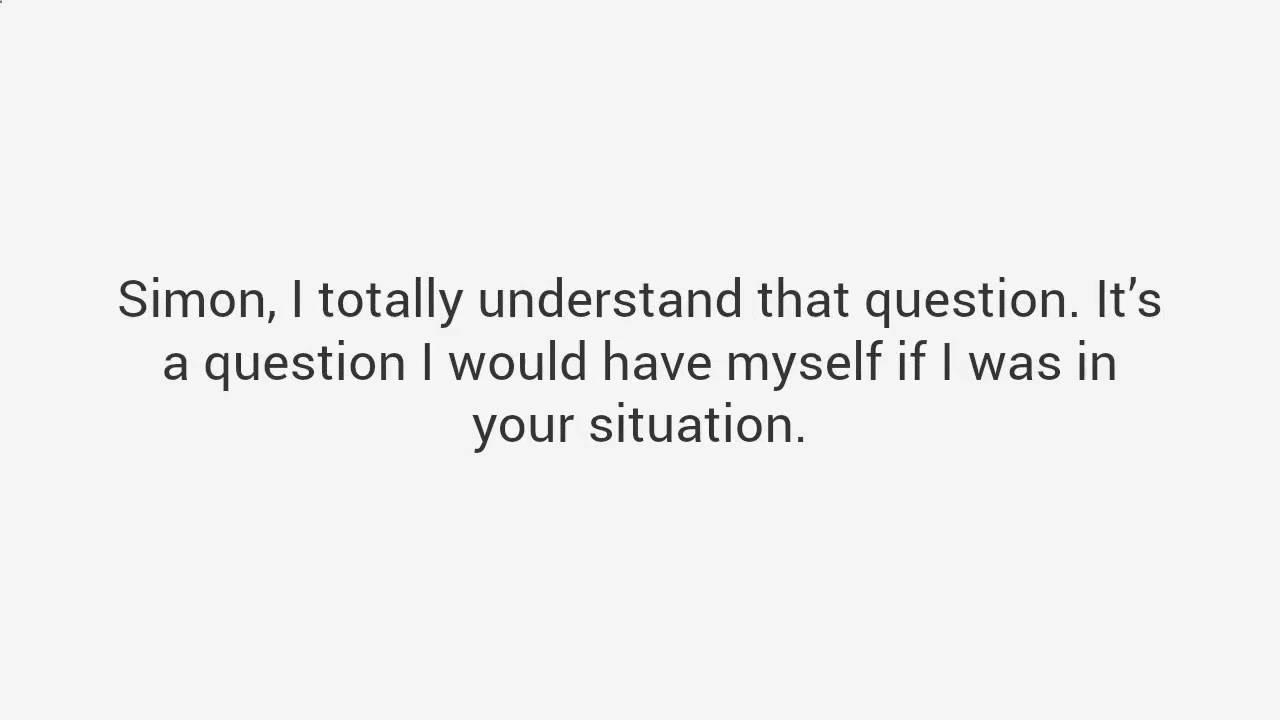 Simon, I totally understand that question. It’s
a question I would have myself if I was in
your situation.